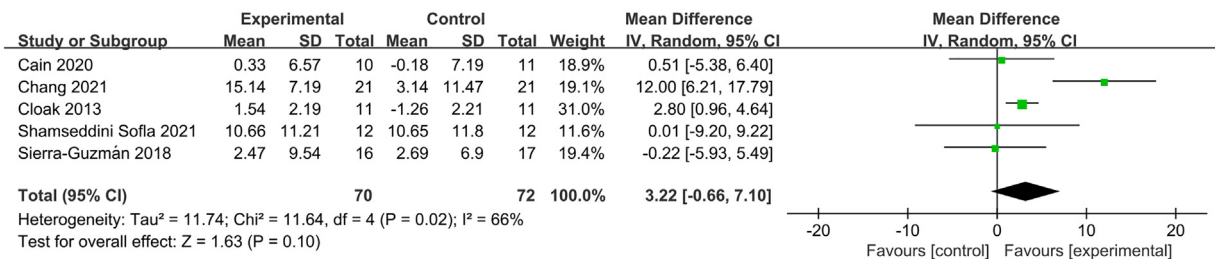 Experimental Control Mean Difference Mean Difference
Study or Subgroup Mean SD Total Mean SD Total Weight IV, Random, 95% CI IV, Random, 95% CI
Cain 2020 0.33 6.57 10 -0.18 7.19 11 18.9% 0.51 [-5.38, 6.40]
Chang 2021 15.14 7.19 21 3.14 11.47 21 19.1% 12.00 [6.21, 17.79]
Cloak 2013 1.54 2.19 11 -1.26 2.21 11 31.0% 2.80 [0.96, 4.64]
Shamseddini Sofla 2021 10.66 11.21 12 10.65 11.8 12 11.6% 0.01 [-9.20, 9.22]
Sierra-Guzmán 2018 2.47 9.54 16 2.69 6.9 17 19.4% -0.22 [-5.93, 5.49]
Total (95% CI) 70 72 100.0% 3.22 [-0.66, 7.10]
Heterogeneity: Tau² = 11.74; Chi² = 11.64, df = 4 (P = 0.02); I² = 66%
Test for overall effect: Z = 1.63 (P = 0.10)
-20 -10 0 10 20
Favours [control] Favours [experimental]